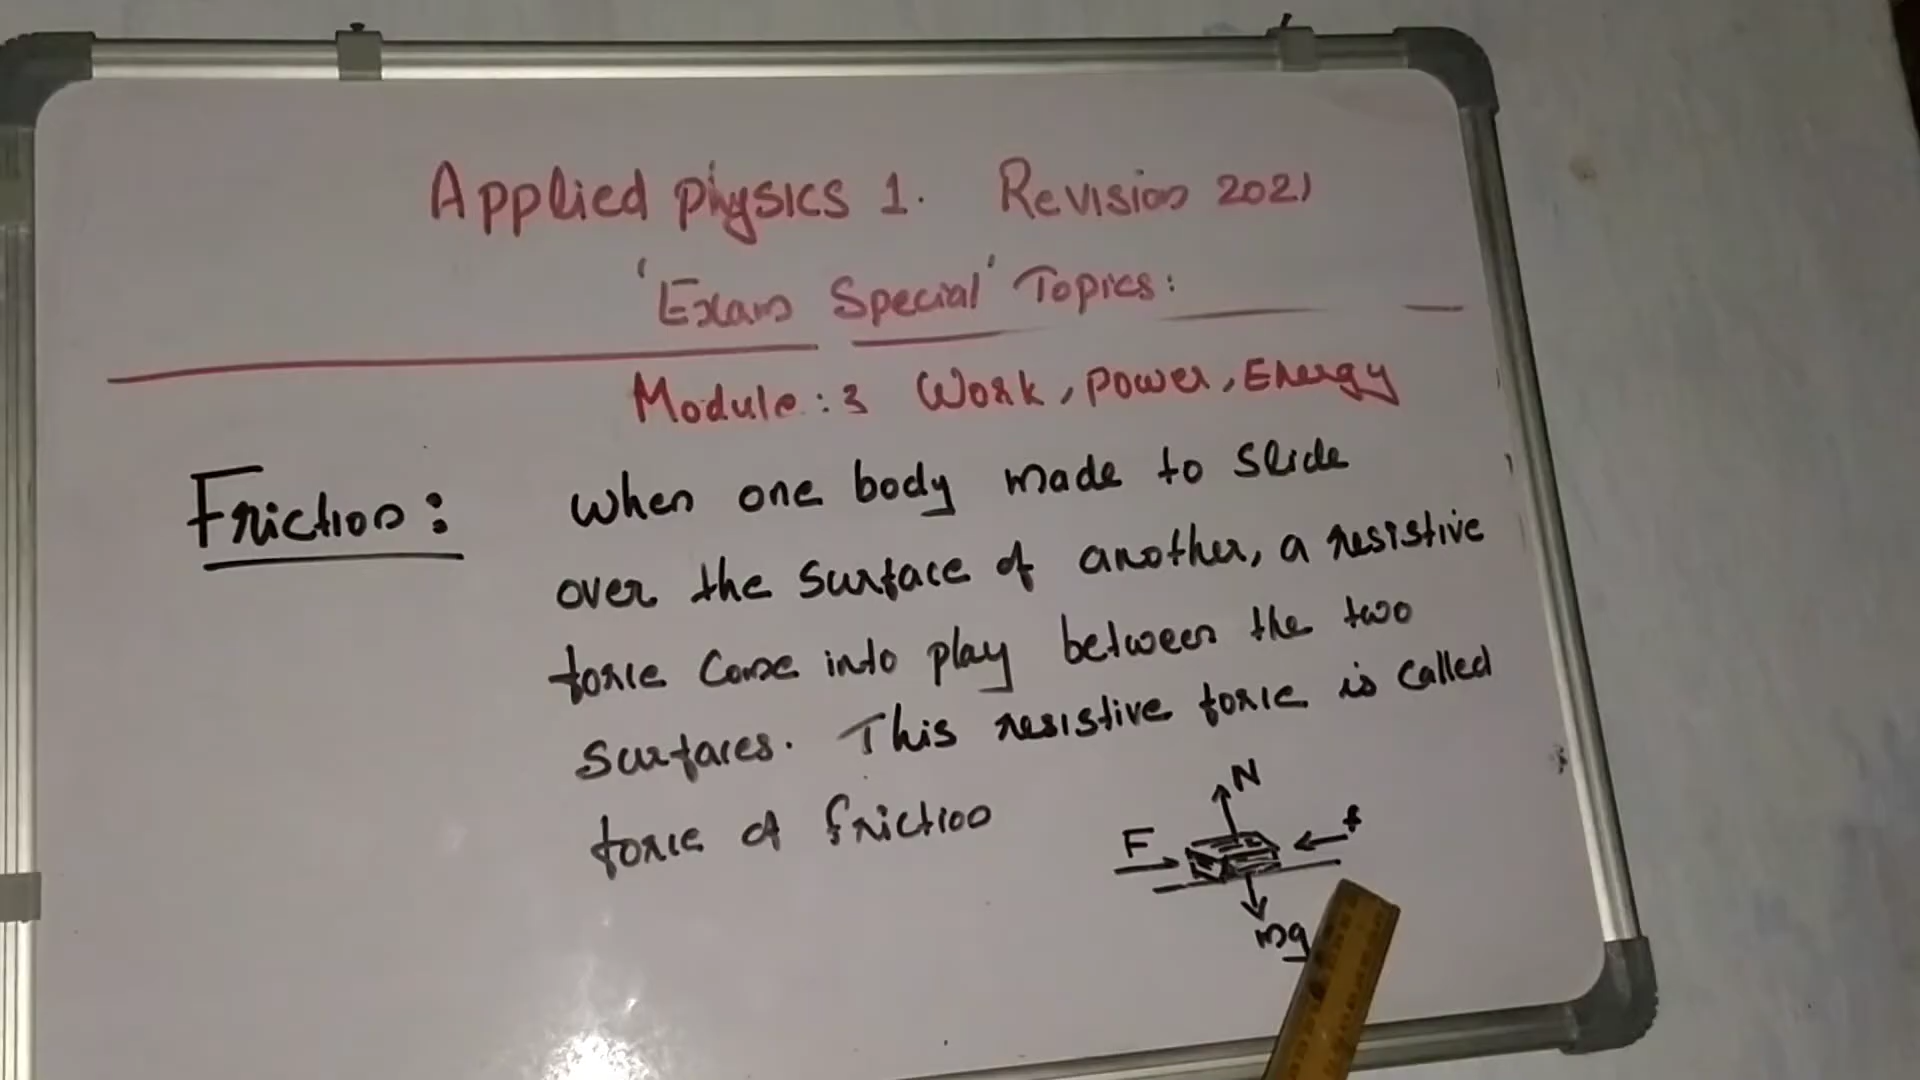 Applied Physics 1. Revision 2021
'Exam Special' Topics:
Module: 3 Work, Power, Energy
Friction: When one body made to slide
over the surface of another, a resistive
force come into play between the two
surfaces. This resistive force is called
force of friction
N
F
f
mg